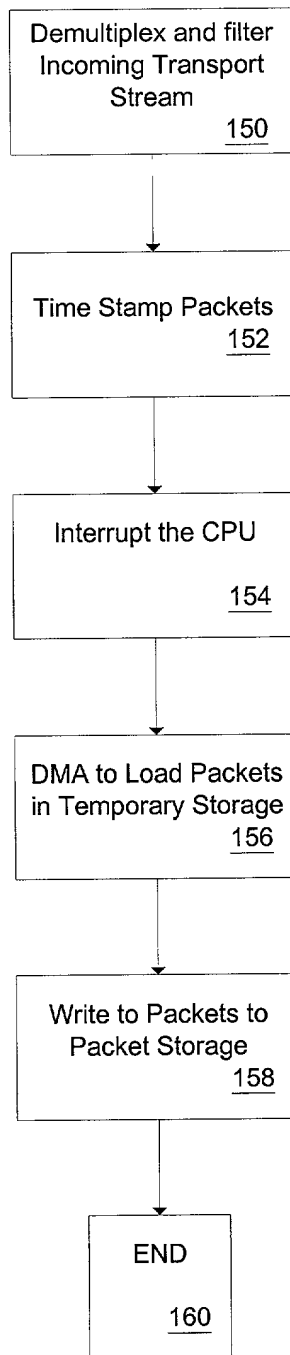 Demultiplex and filter
Incoming Transport
Stream
150
Time Stamp Packets
152
Interrupt the CPU
154
DMA to Load Packets
in Temporary Storage
156
Write to Packets to
Packet Storage
158
END
160